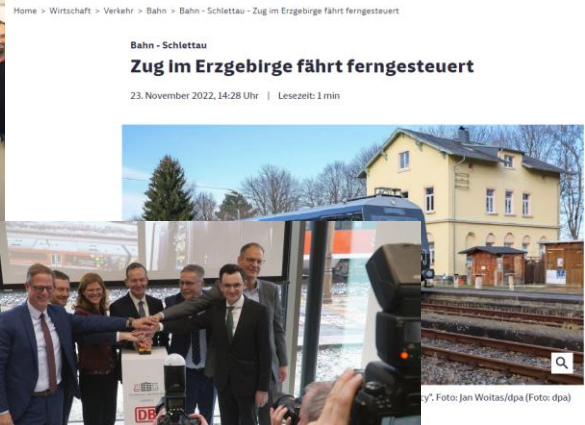 Home > Wirtschaft > Verkehr > Bahn > Bahn - Schlettau - Zug im Erzgebirge fährt ferngesteuert
Bahn - Schlettau
Zug im Erzgebirge fährt ferngesteuert
23. November 2022, 14:28 Uhr | Lesezeit: 1 min
cy". Foto: Jan Woitas/dpa (Foto: dpa)
DB